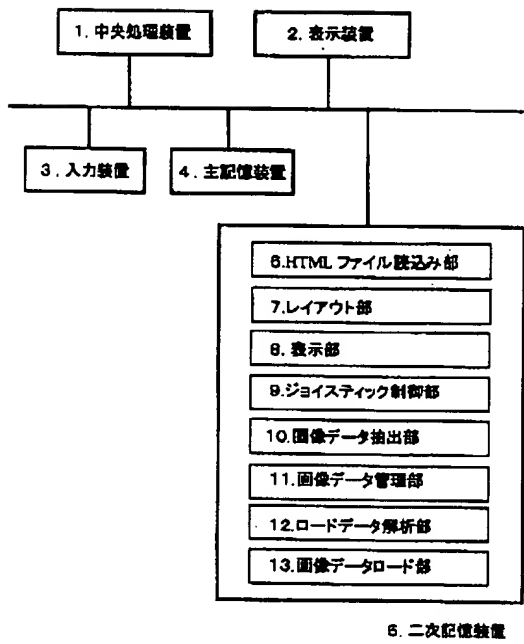 1. 中央処理装置
2. 表示装置
3. 入力装置
4. 主記憶装置
6.HTML ファイル読込み部
7.レイアウト部
8. 表示部
9.ジョイスティック制御部
10.画像データ抽出部
11.画像データ管理部
12.ロードデータ解析部
13.画像データロード部
5. 二次記憶装置